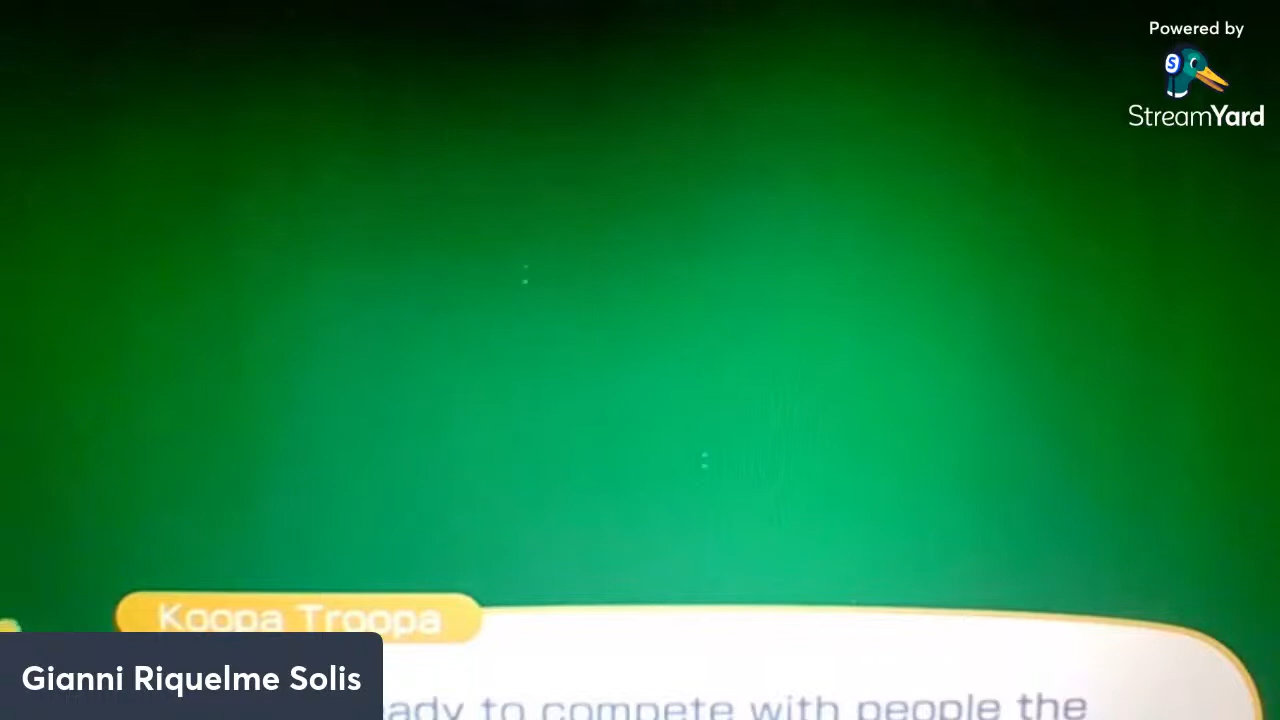 Powered by
StreamYard
Koopa Troopa
Gianni Riquelme Solis
to compete with people the